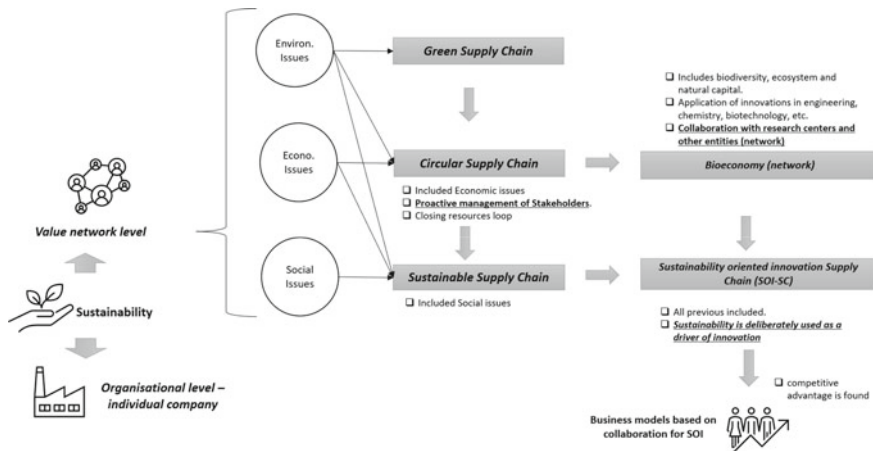 Environ.
Issues
Green Supply Chain
❑ Includes biodiversity, ecosystem and
natural capital.
❑ Application of innovations in engineering,
chemistry, biotechnology, etc.
❑ Collaboration with research centers and
other entities (network)
Econo.
Issues
Circular Supply Chain
Bioeconomy (network)
❑ Included Economic issues
❑ Proactive management of Stakeholders.
❑ Closing resources loop
Value network level
Social
Issues
Sustainable Supply Chain
Sustainability oriented innovation Supply
Chain (SOI-SC)
❑ Included Social issues
Sustainability
❑ All previous included.
❑ Sustainability is deliberately used as a
driver of innovation
Organisational level –
individual company
❑ competitive
advantage is found
Business models based on
collaboration for SOI